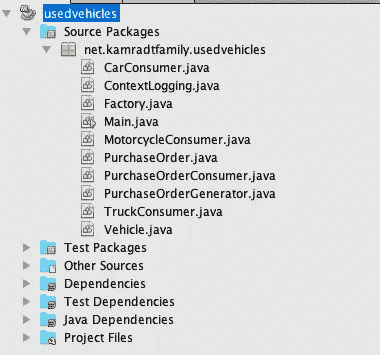 usedvehicles
Source Packages
net.kamradtfamily.usedvehicles
CarConsumer.java
ContextLogging.java
Factory.java
Main.java
MotorcycleConsumer.java
PurchaseOrder.java
PurchaseOrderConsumer.java
PurchaseOrderGenerator.java
TruckConsumer.java
Vehicle.java
Test Packages
Other Sources
Dependencies
Test Dependencies
Java Dependencies
Project Files